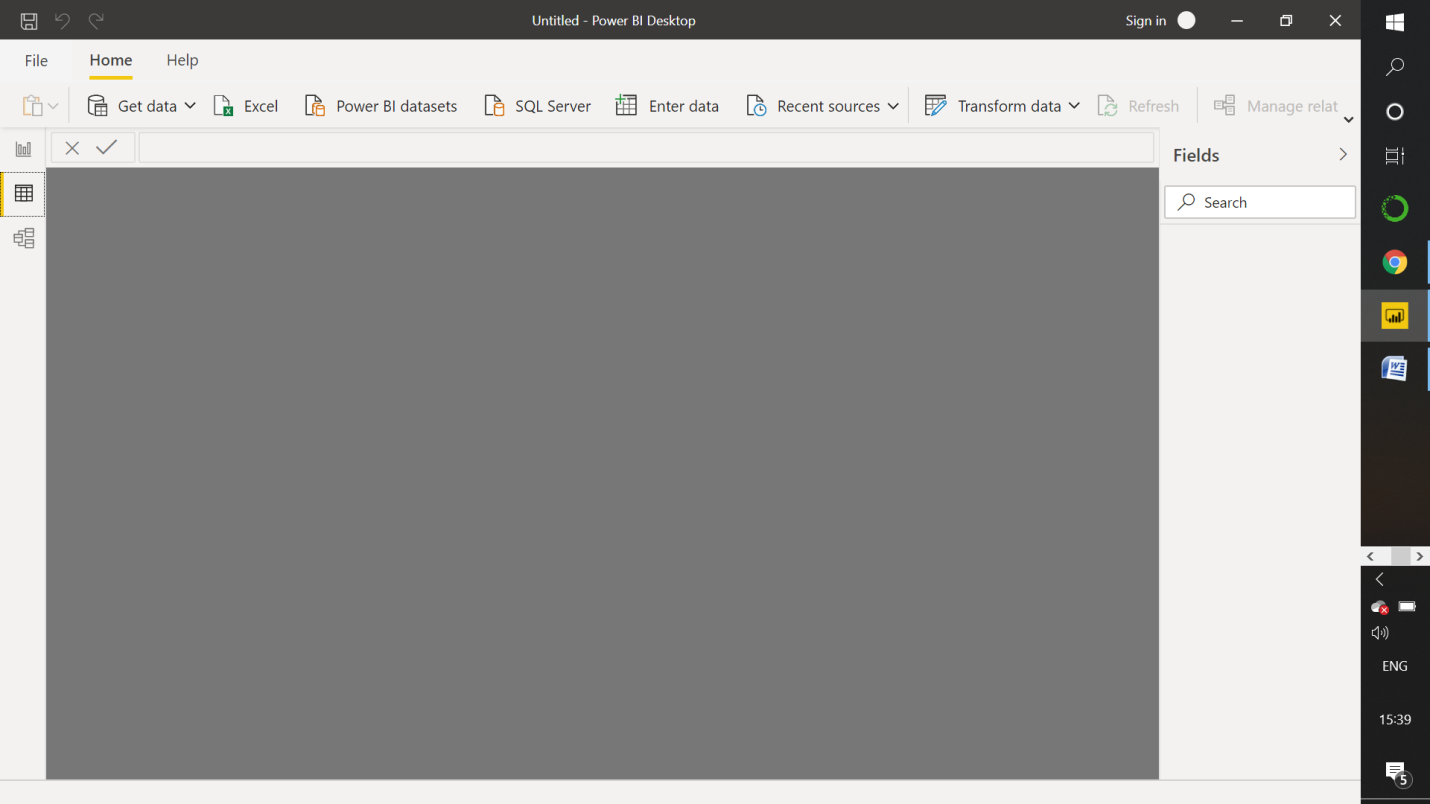 Untitled - Power BI Desktop
Sign in
File Home Help
Get data Excel Power BI datasets SQL Server Enter data Recent sources Transform data Refresh Manage relat
Fields
Search
ENG
15:39
5